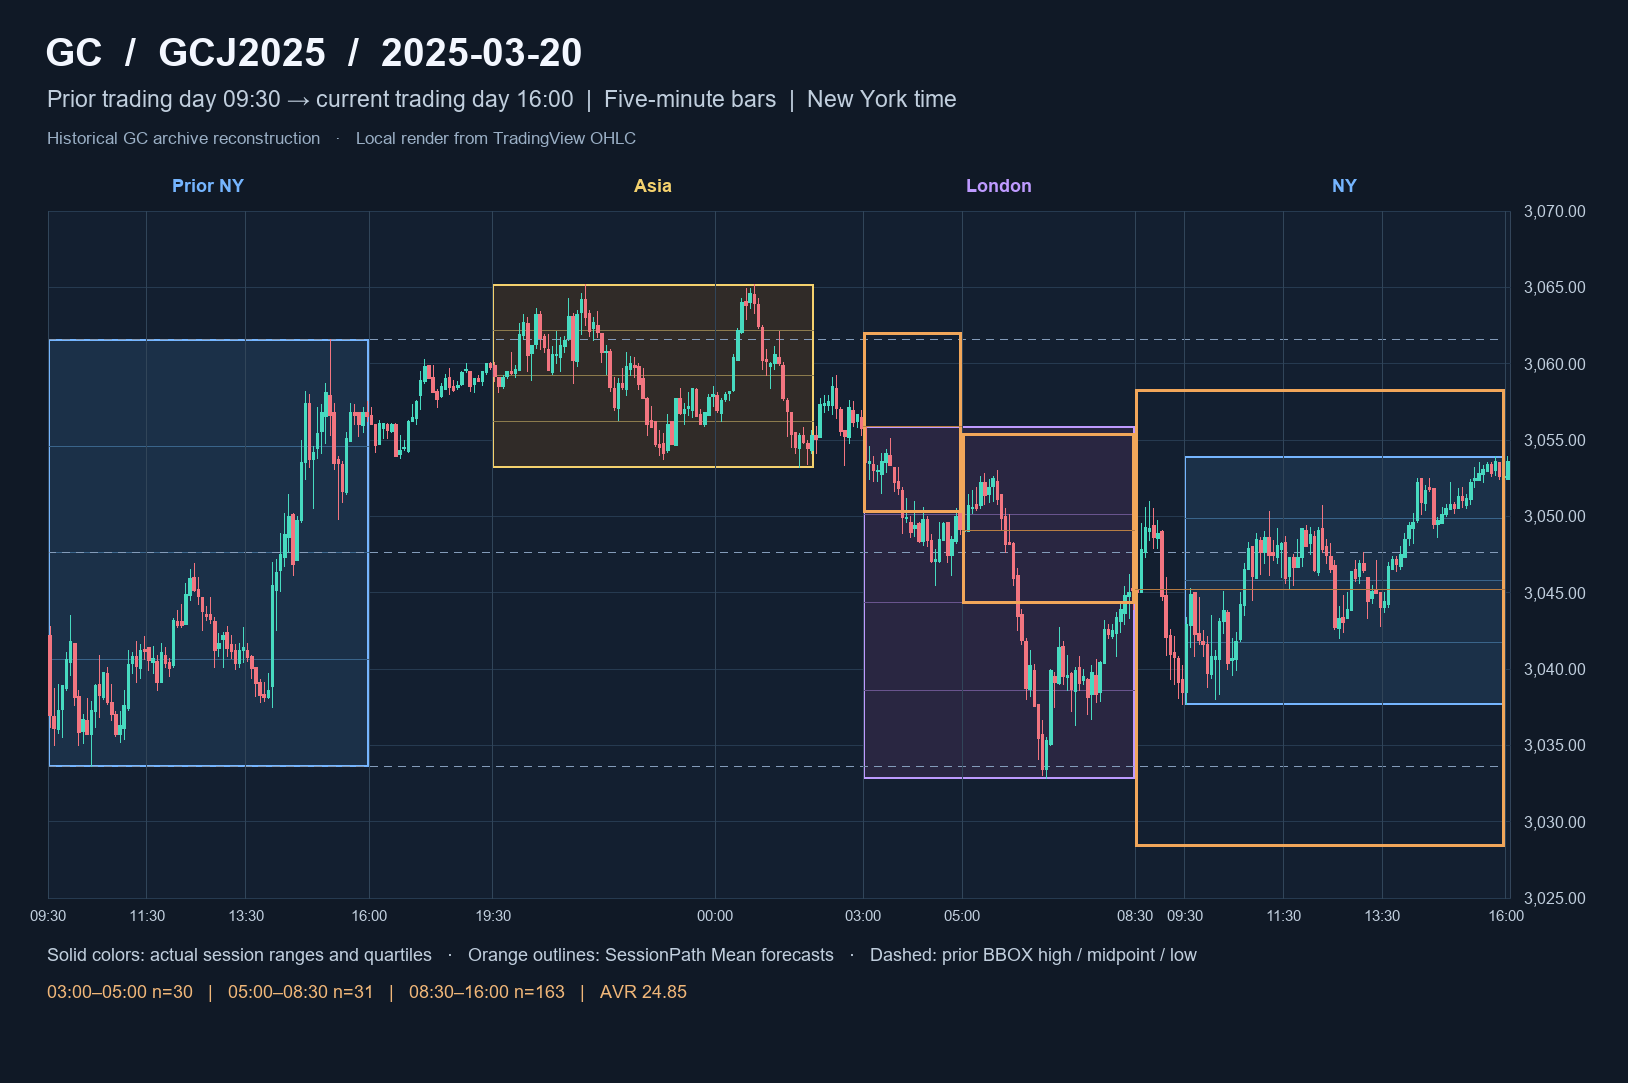 GC / GCJ2025 / 2025-03-20
Prior trading day 09:30 → current trading day 16:00 | Five-minute bars | New York time
Historical GC archive reconstruction · Local render from TradingView OHLC
Prior NY Asia London NY
3,070.00
3,065.00
3,060.00
3,055.00
3,050.00
3,045.00
3,040.00
3,035.00
3,030.00
3,025.00
09:30 11:30 13:30 16:00 19:30 00:00 03:00 05:00 08:30 09:30 11:30 13:30 16:00
Solid colors: actual session ranges and quartiles · Orange outlines: SessionPath Mean forecasts · Dashed: prior BBOX high / midpoint / low
03:00–05:00 n=30 | 05:00–08:30 n=31 | 08:30–16:00 n=163 | AVR 24.85